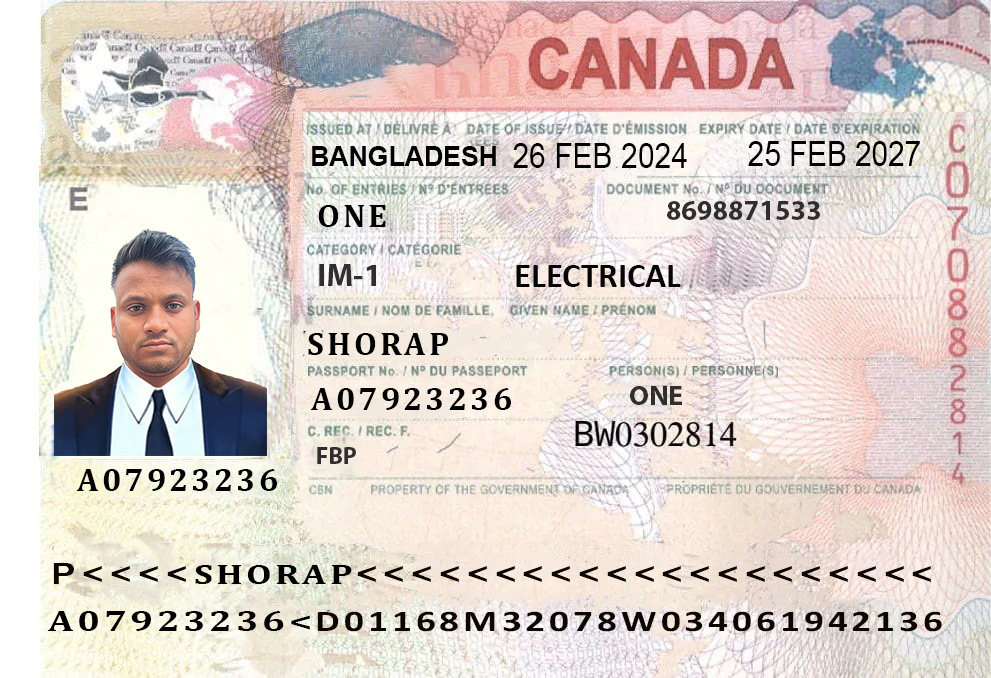 CANADA
ISSUED AT / DÉLIVRÉ À DATE OF ISSUE / DATE D'ÉMISSION EXPIRY DATE / DATE D'EXPIRATION
BANGLADESH 26 FEB 2024 25 FEB 2027
No. OF ENTRIES / Nº D'ENTRÉES DOCUMENT No. / Nº DU DOCUMENT
E
ONE 8698871533
CATEGORY / CATÉGORIE
IM-1 ELECTRICAL
SURNAME / NOM DE FAMILLE, GIVEN NAME / PRÉNOM
SHORAP
PASSPORT No. / Nº DU PASSEPORT PERSON(S) / PERSONNE(S)
A07923236 ONE
C. REC. / REC. F. BW0302814
FBP
A07923236
CBN PROPERTY OF THE GOVERNMENT OF CANADA PROPRIÉTÉ DU GOUVERNEMENT DU CANADA
C070882814
P<<<<SHORAP<<<<<<<<<<<<<<<<<<<<<<
A07923236<D01168M32078W034061942136